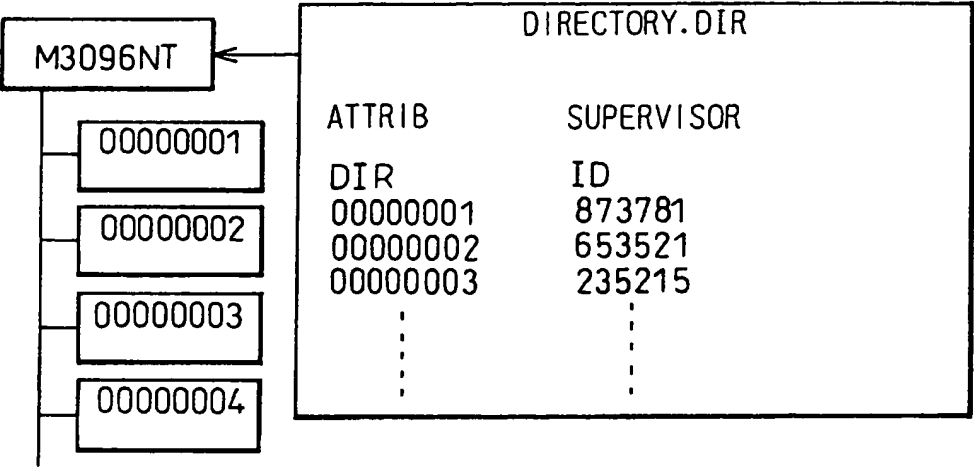 M3096NT
00000001
00000002
00000003
00000004
DIRECTORY.DIR
ATTRIB SUPERVISOR
DIR ID
00000001 873781
00000002 653521
00000003 235215